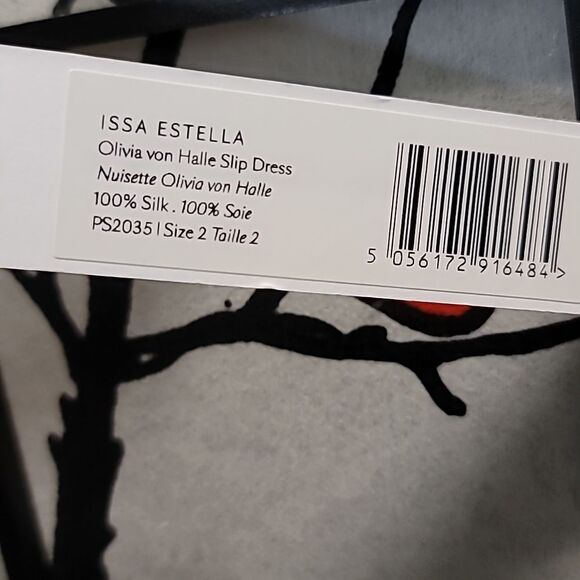 ISSA ESTELLA
Olivia von Halle Slip Dress
Nuisette Olivia von Halle
100% Silk . 100% Soie
PS2035 | Size 2 Taille 2
5 056172 916484 >